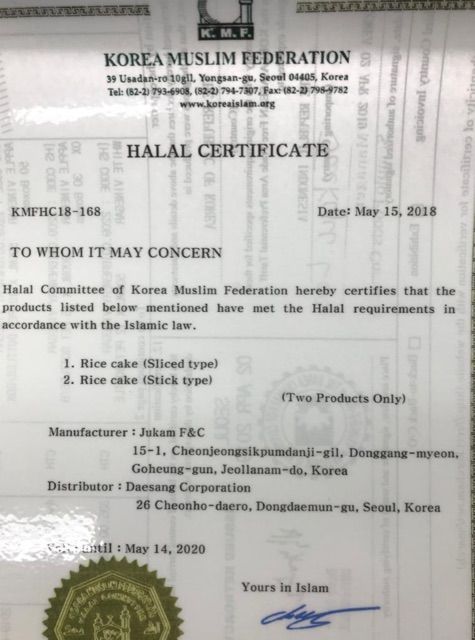 K. M. F.
KOREA MUSLIM FEDERATION
39 Usadan-ro 10gil, Yongsan-gu, Seoul 04405, Korea
Tel: (82-2) 793-6908, (82-2) 794-7307, Fax: (82-2) 798-9782
www.koreaislam.org
HALAL CERTIFICATE
KMFHC18-168 Date: May 15, 2018
TO WHOM IT MAY CONCERN
Halal Committee of Korea Muslim Federation hereby certifies that the
products listed below mentioned have met the Halal requirements in
accordance with the Islamic law.
1. Rice cake (Sliced type)
2. Rice cake (Stick type)
(Two Products Only)
Manufacturer : Jukam F&C
15-1, Cheonjeongsikpumdanji-gil, Donggang-myeon,
Goheung-gun, Jeollanam-do, Korea
Distributor : Daesang Corporation
26 Cheonho-daero, Dongdaemun-gu, Seoul, Korea
Valid until : May 14, 2020
Yours in Islam
KOREA MUSLIM FEDERATION